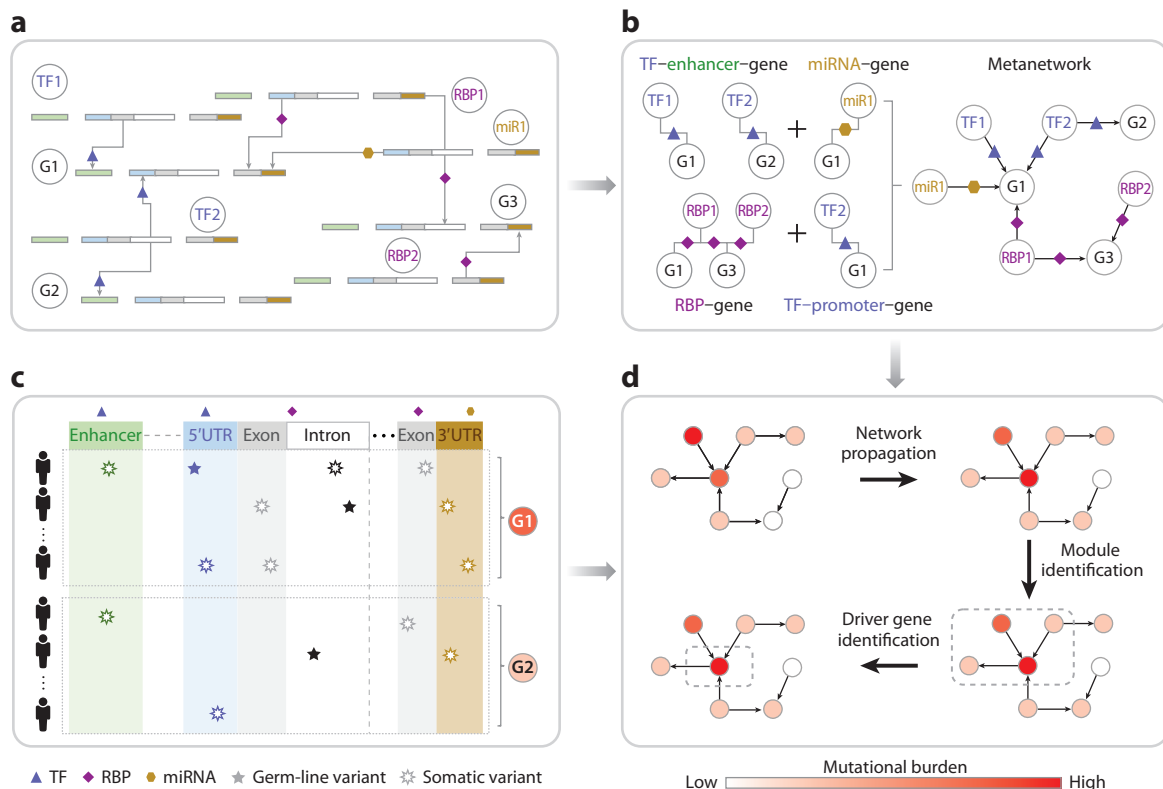 a
TF1
RBP1
miR1
G1
G3
TF2
RBP2
G2
b
TF–enhancer–gene
miRNA–gene
Metanetwork
TF1
TF2
miR1
TF1
TF2
G2
+
G1
G2
G1
miR1
G1
RBP2
RBP1
RBP2
TF2
+
G1
G3
G1
RBP1
G3
RBP–gene
TF–promoter–gene
c
Enhancer
5′UTR
Exon
Intron
Exon
3′UTR
G1
G2
d
Network
propagation
Module
identification
Driver gene
identification
TF
RBP
miRNA
Germ-line variant
Somatic variant
Mutational burden
Low
High